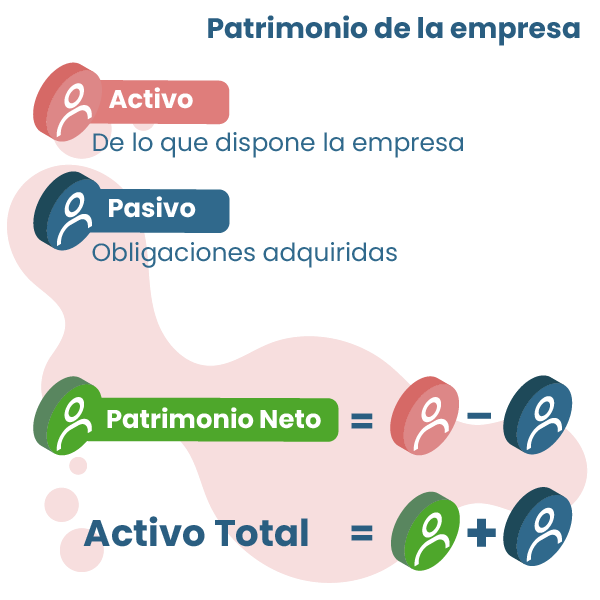 Patrimonio de la empresa
Activo
De lo que dispone la empresa
Pasivo
Obligaciones adquiridas
Patrimonio Neto = −
Activo Total = +